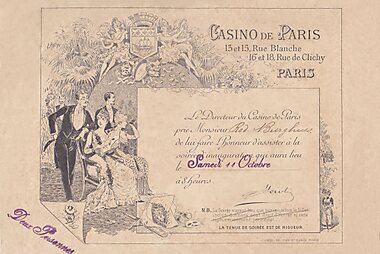 CASINO DE PARIS
15 et 15, Rue Blanche
16 et 18, Rue de Clichy
PARIS
Le Directeur du Casino de Paris
prie Monsieur
de lui faire l'honneur d'assister à la
soirée d'inauguration qui aura lieu
le Samedi 11 Octobre
à 8 heures.
N.B.
LA TENUE DE SOIRÉE EST DE RIGUEUR.
Deux Personnes